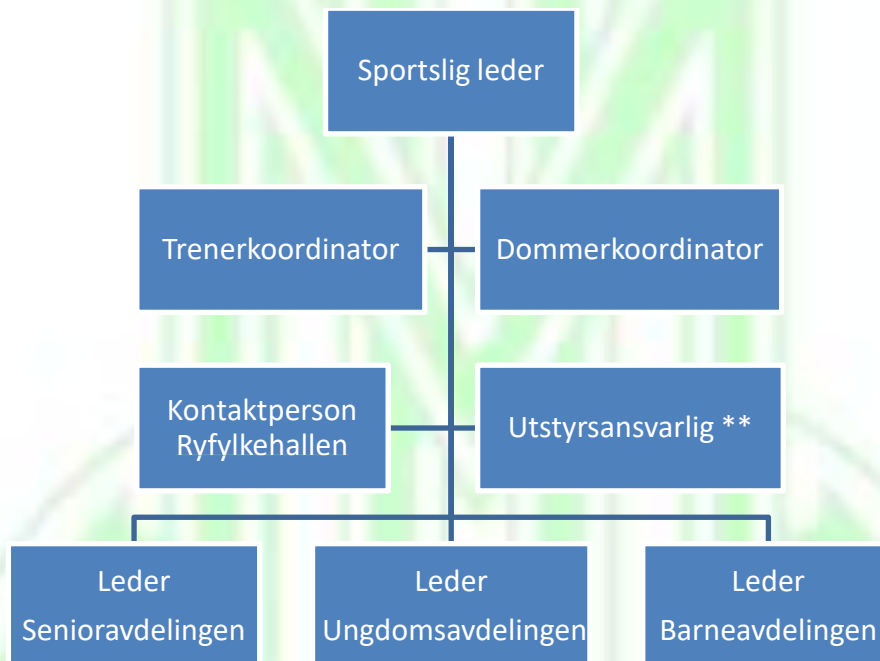 Sportslig leder
Trenerkoordinator
Dommerkoordinator
Kontaktperson
Ryfylkehallen
Utstyrsansvarlig **
Leder
Senioravdelingen
Leder
Ungdomsavdelingen
Leder
Barneavdelingen